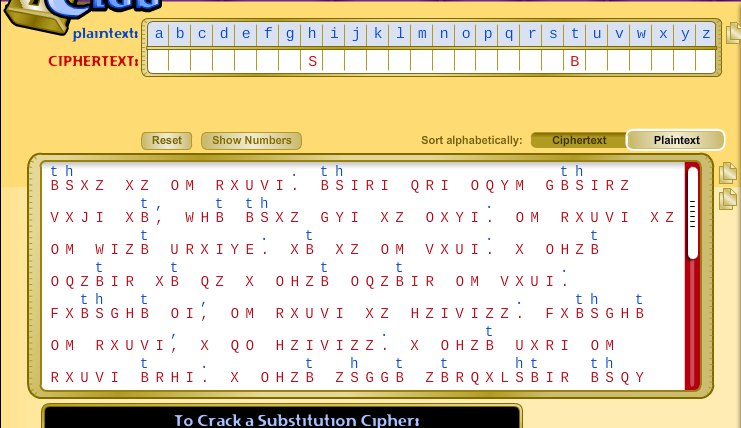 Club
plaintext: a b c d e f g h i j k l m n o p q r s t u v w x y z
CIPHERTEXT: S B
Reset Show Numbers Sort alphabetically: Ciphertext Plaintext
th . th th
BSXZ XZ OM RXUVI. BSIRI QRI OQYM GBSIRZ
t, t th .
VXJI XB, WHB BSXZ GYI XZ OXYI. OM RXUVI XZ
t . t . t
OM WIZB URXIYE. XB XZ OM VXUI. X OHZB
t t t t .
OQZBIR XB QZ X OHZB OQZBIR OM VXUI.
th t , . th t
FXBSGHB OI, OM RXUVI XZ HZIVIZZ. FXBSGHB
, . t
OM RXUVI, X QO HZIVIZZ. X OHZB UXRI OM
t . t h t t ht th
RXUVI BRHI. X OHZB ZSGGB ZBRQXLSBIR BSQY
To Crack a Substitution Cipher: